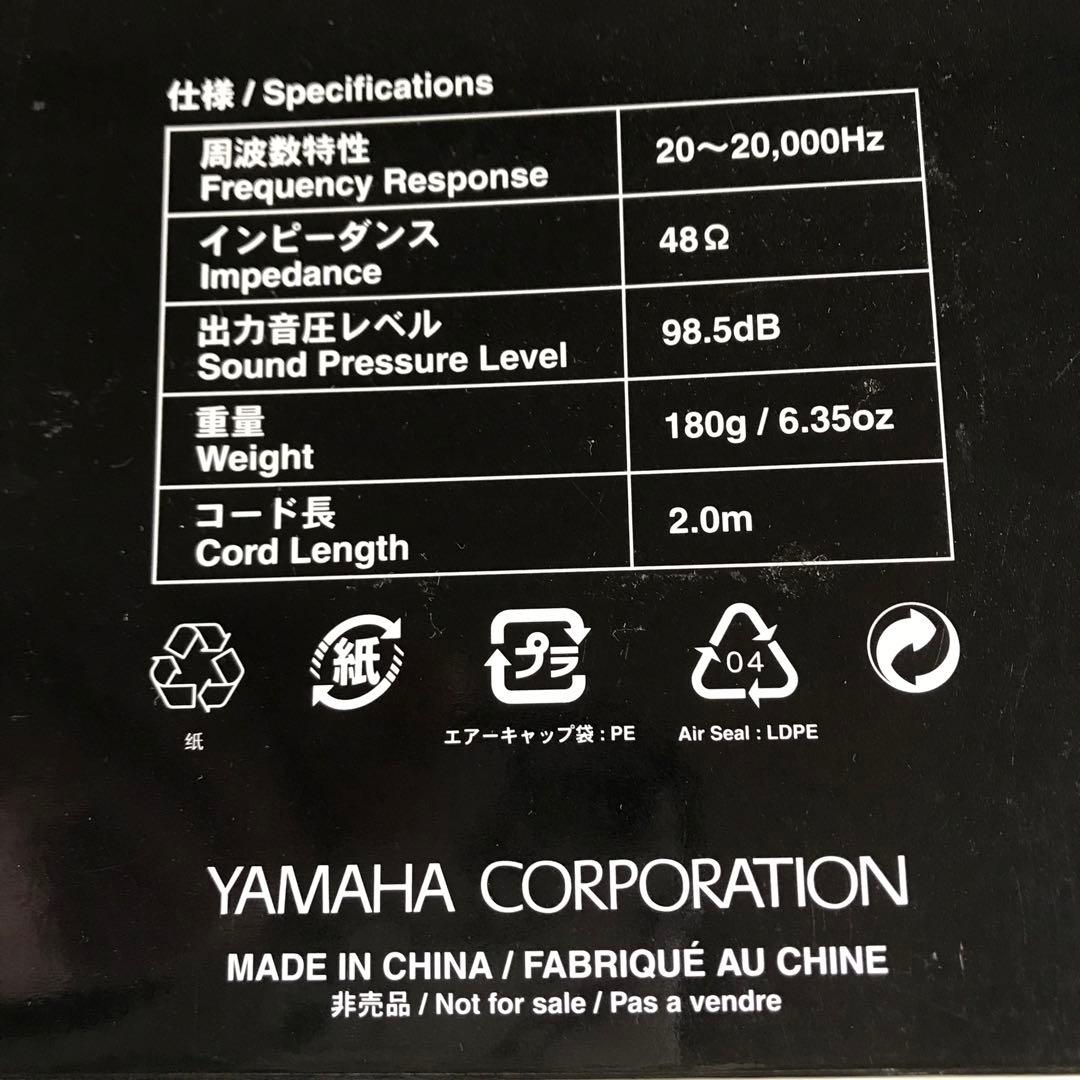 仕様 / Specifications
周波数特性
Frequency Response
20〜20,000Hz
インピーダンス
Impedance
48Ω
出力音圧レベル
Sound Pressure Level
98.5dB
重量
Weight
180g / 6.35oz
コード長
Cord Length
2.0m
紙
プラ
04
纸
エアーキャップ袋 : PE
Air Seal : LDPE
YAMAHA CORPORATION
MADE IN CHINA / FABRIQUÉ AU CHINE
非売品 / Not for sale / Pas a vendre